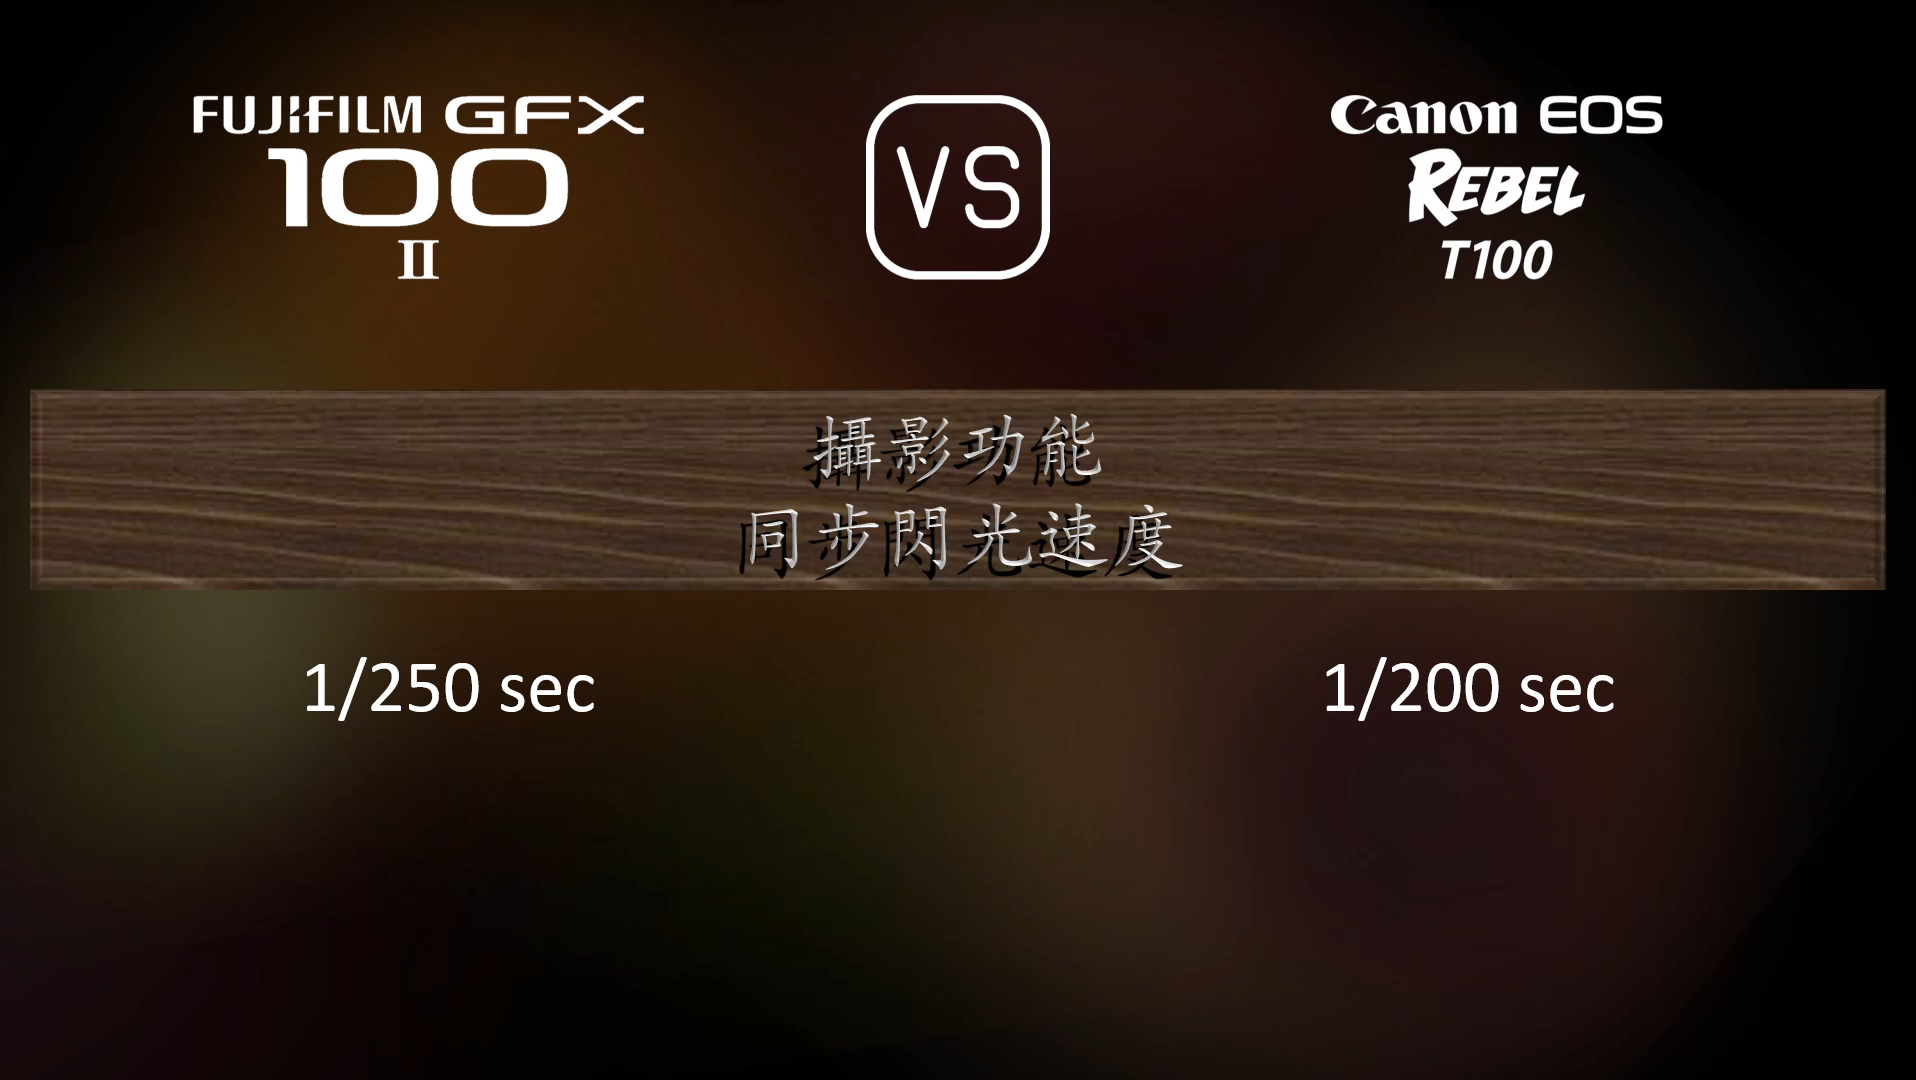 FUJIFILM GFX
100
II
VS
Canon EOS
REBEL
T100
攝影功能
同步閃光速度
1/250 sec
1/200 sec